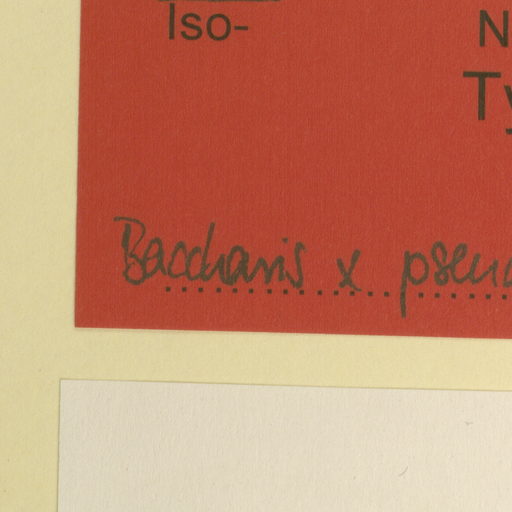 Iso-
N
Ty
Baccharis x pseud